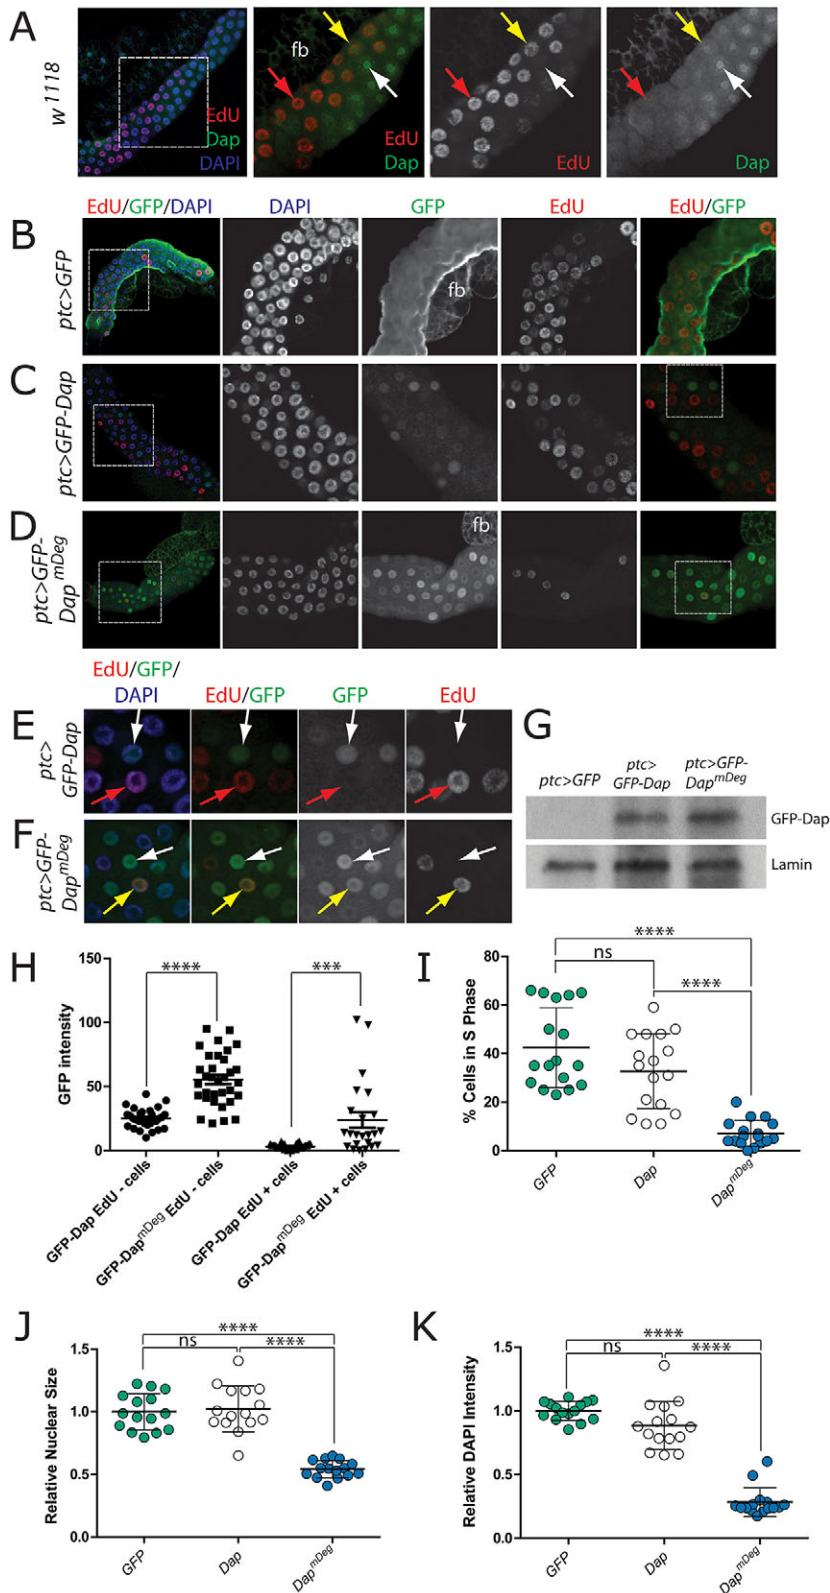 A
w1118
EdU
Dap
DAPI
fb
EdU
Dap
EdU
Dap
EdU/GFP/DAPI
DAPI
GFP
EdU
EdU/GFP
B
ptc>GFP
fb
C
ptc>GFP-Dap
D
ptc>GFP-
DapmDeg
fb
EdU/GFP/
DAPI
EdU/GFP
GFP
EdU
E
ptc>
GFP-Dap
F
ptc>GFP-
DapmDeg
G
ptc>GFP
ptc>
GFP-Dap
ptc>GFP-
DapmDeg
GFP-Dap
Lamin
H
GFP intensity
150
100
50
0
****
***
GFP-Dap EdU - cells
GFP-DapmDeg EdU - cells
GFP-Dap EdU + cells
GFP-DapmDeg EdU + cells
I
% Cells in S Phase
80
60
40
20
0
****
ns
****
GFP
Dap
DapmDeg
J
Relative Nuclear Size
1.5
1.0
0.5
0.0
****
ns
****
GFP
Dap
DapmDeg
K
Relative DAPI Intensity
1.5
1.0
0.5
0.0
****
ns
****
GFP
Dap
DapmDeg